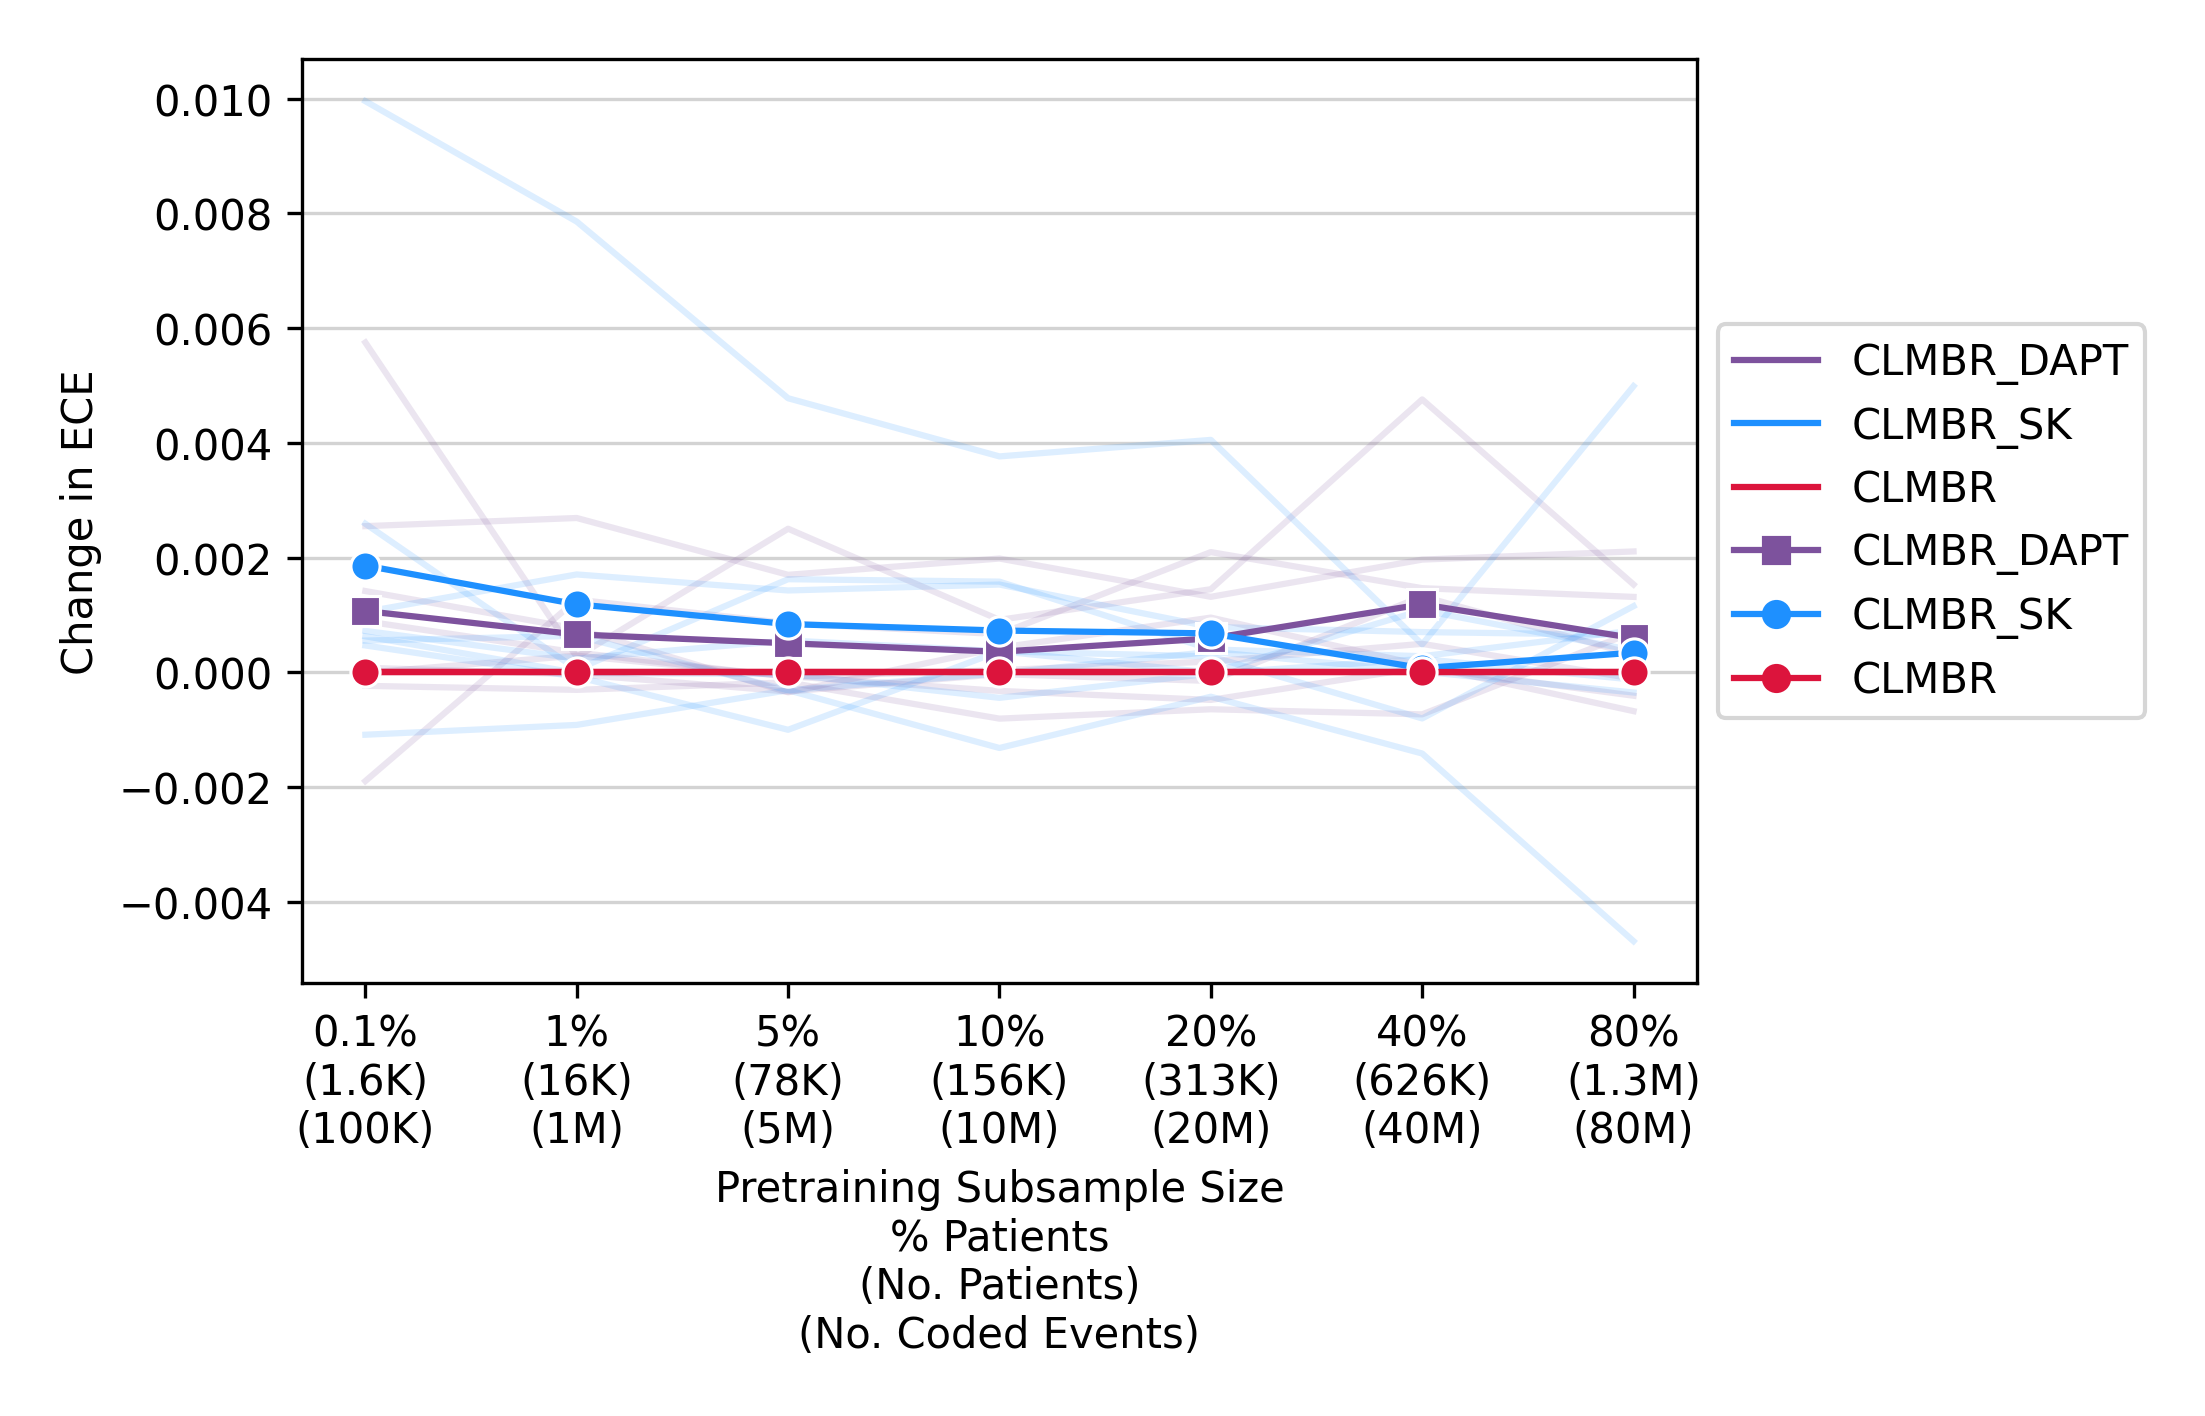 0.010
0.008
0.006
0.004
0.002
0.000
−0.002
−0.004
Change in ECE
0.1% 1% 5% 10% 20% 40% 80%
(1.6K) (16K) (78K) (156K) (313K) (626K) (1.3M)
(100K) (1M) (5M) (10M) (20M) (40M) (80M)
Pretraining Subsample Size
% Patients
(No. Patients)
(No. Coded Events)
CLMBR_DAPT
CLMBR_SK
CLMBR
CLMBR_DAPT
CLMBR_SK
CLMBR